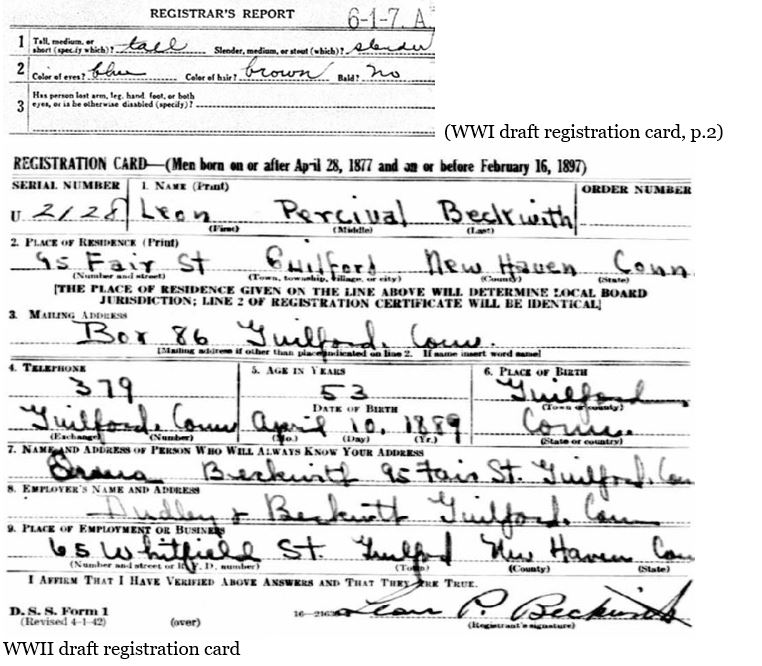 REGISTRAR'S REPORT 6-1-7. A
1 Tall, medium, or short (specify which)? tall Slender, medium, or stout (which)? slender
2 Color of eyes? blue Color of hair? brown Bald? No
3 Has person lost arm, leg, hand, foot, or both eyes, or is he otherwise disabled (specify)?
(WWI draft registration card, p.2)
REGISTRATION CARD—(Men born on or after April 28, 1877 and on or before February 16, 1897)
SERIAL NUMBER 1. NAME (Print) ORDER NUMBER
U 2128 Leon Percival Beckwith
(First) (Middle) (Last)
2. PLACE OF RESIDENCE (Print)
95 Fair St Guilford New Haven Conn
(Number and street) (Town, township, village, or city) (County) (State)
[THE PLACE OF RESIDENCE GIVEN ON THE LINE ABOVE WILL DETERMINE LOCAL BOARD
JURISDICTION; LINE 2 OF REGISTRATION CERTIFICATE WILL BE IDENTICAL]
3. MAILING ADDRESS
Box 86 Guilford, Conn.
[Mailing address if other than place indicated on line 2. If same insert word same]
4. TELEPHONE 5. AGE IN YEARS 6. PLACE OF BIRTH
379 53 Guilford
DATE OF BIRTH (Town or county)
Guilford, Conn April 10, 1889 Conn.
(Exchange) (Number) (Mo.) (Day) (Yr.) (State or country)
7. NAME AND ADDRESS OF PERSON WHO WILL ALWAYS KNOW YOUR ADDRESS
Beckwith 95 Fair St. Guilford, Con
8. EMPLOYER'S NAME AND ADDRESS
Dudley & Beckwith Guilford, Conn
9. PLACE OF EMPLOYMENT OR BUSINESS
65 Whitfield St. Guilford New Haven Con
(Number and street or R. F. D. number) (Town) (County) (State)
I AFFIRM THAT I HAVE VERIFIED ABOVE ANSWERS AND THAT THEY ARE TRUE.
D. S. S. Form 1 Leon P. Beckwith
(Revised 4-1-42) (over) (Registrant's signature)
WWII draft registration card